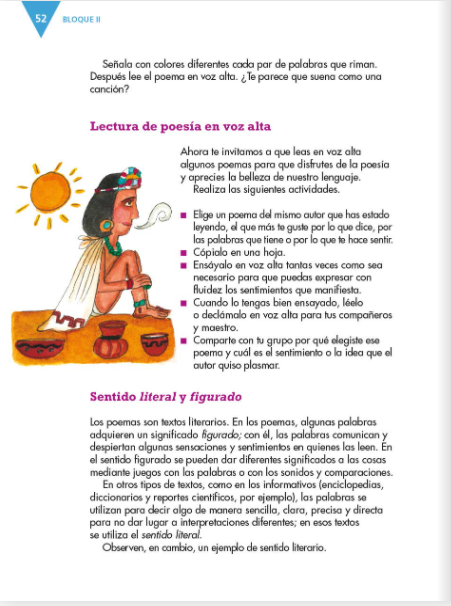 52 BLOQUE II
Señala con colores diferentes cada par de palabras que riman.
Después lee el poema en voz alta. ¿Te parece que suena como una
canción?
Lectura de poesía en voz alta
Ahora te invitamos a que leas en voz alta
algunos poemas para que disfrutes de la poesía
y aprecies la belleza de nuestro lenguaje.
Realiza las siguientes actividades.
■ Elige un poema del mismo autor que has estado
leyendo, el que más te guste por lo que dice, por
las palabras que tiene o por lo que te hace sentir.
■ Cópialo en una hoja.
■ Ensáyalo en voz alta tantas veces como sea
necesario para que puedas expresar con
fluidez los sentimientos que manifiesta.
■ Cuando lo tengas bien ensayado, léelo
o declámalo en voz alta para tus compañeros
y maestro.
■ Comparte con tu grupo por qué elegiste ese
poema y cuál es el sentimiento o la idea que el
autor quiso plasmar.
Sentido literal y figurado
Los poemas son textos literarios. En los poemas, algunas palabras
adquieren un significado figurado; con él, las palabras comunican y
despiertan algunas sensaciones y sentimientos en quienes las leen. En
el sentido figurado se pueden dar diferentes significados a las cosas
mediante juegos con las palabras o con los sonidos y comparaciones.
En otros tipos de textos, como en los informativos (enciclopedias,
diccionarios y reportes científicos, por ejemplo), las palabras se
utilizan para decir algo de manera sencilla, clara, precisa y directa
para no dar lugar a interpretaciones diferentes; en esos textos
se utiliza el sentido literal.
Observen, en cambio, un ejemplo de sentido literario.